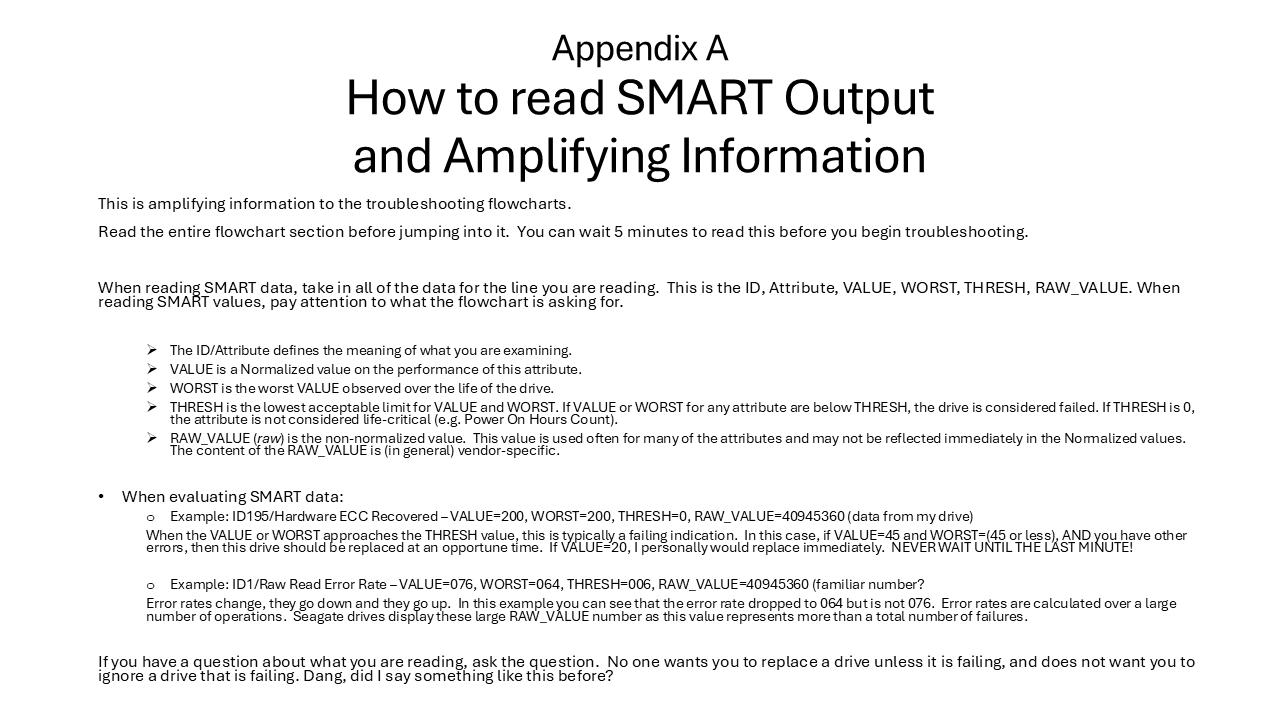 Appendix A
How to read SMART Output
and Amplifying Information
This is amplifying information to the troubleshooting flowcharts.
Read the entire flowchart section before jumping into it.  You can wait 5 minutes to read this before you begin troubleshooting.
When reading SMART data, take in all of the data for the line you are reading.  This is the ID, Attribute, VALUE, WORST, THRESH, RAW_VALUE. When
reading SMART values, pay attention to what the flowchart is asking for.
➢ The ID/Attribute defines the meaning of what you are examining.
➢ VALUE is a Normalized value on the performance of this attribute.
➢ WORST is the worst VALUE observed over the life of the drive.
➢ THRESH is the lowest acceptable limit for VALUE and WORST. If VALUE or WORST for any attribute are below THRESH, the drive is considered failed. If THRESH is 0,
the attribute is not considered life-critical (e.g. Power On Hours Count).
➢ RAW_VALUE (raw) is the non-normalized value.  This value is used often for many of the attributes and may not be reflected immediately in the Normalized values.
The content of the RAW_VALUE is (in general) vendor-specific.
• When evaluating SMART data:
o Example: ID195/Hardware ECC Recovered – VALUE=200, WORST=200, THRESH=0, RAW_VALUE=40945360 (data from my drive)
When the VALUE or WORST approaches the THRESH value, this is typically a failing indication.  In this case, if VALUE=45 and WORST=(45 or less), AND you have other
errors, then this drive should be replaced at an opportune time.  If VALUE=20, I personally would replace immediately.  NEVER WAIT UNTIL THE LAST MINUTE!
o Example: ID1/Raw Read Error Rate – VALUE=076, WORST=064, THRESH=006, RAW_VALUE=40945360 (familiar number?
Error rates change, they go down and they go up.  In this example you can see that the error rate dropped to 064 but is not 076.  Error rates are calculated over a large
number of operations.  Seagate drives display these large RAW_VALUE number as this value represents more than a total number of failures.
If you have a question about what you are reading, ask the question.  No one wants you to replace a drive unless it is failing, and does not want you to
ignore a drive that is failing. Dang, did I say something like this before?